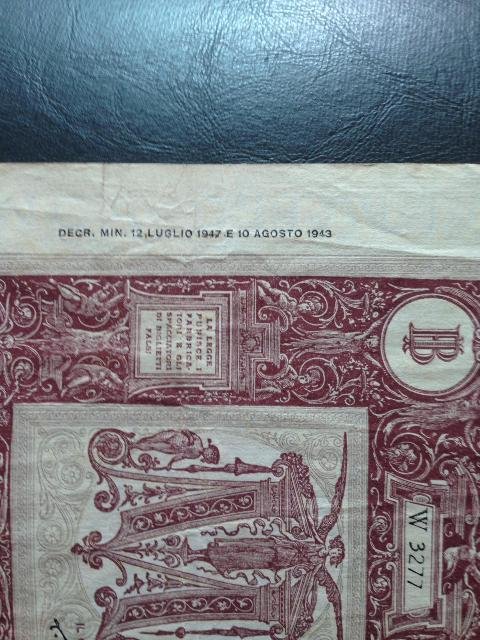 DECR. MIN. 12 LUGLIO 1947 E 10 AGOSTO 1943
LA LEGGE
PUNISCE I
FABBRICA-
TORI E GLI
SPACCIATORI
DI BIGLIETTI
FALSI
BI
W 3277
IL